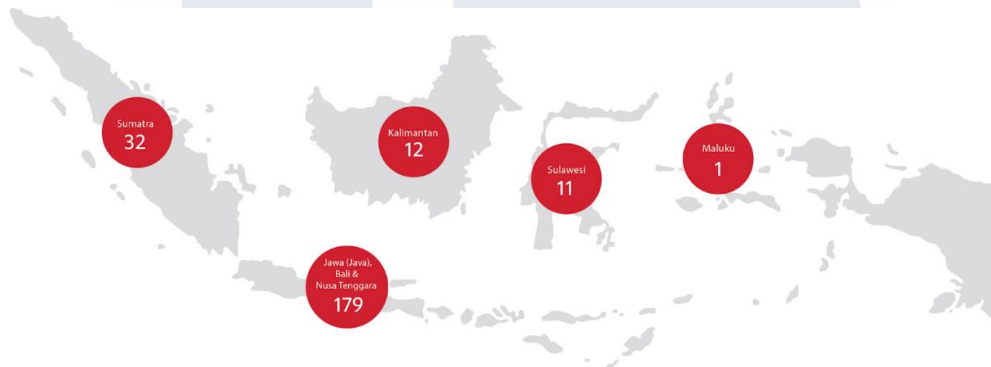 Sumatra
32
Kalimantan
12
Sulawesi
11
Maluku
1
Jawa (Java),
Bali &
Nusa Tenggara
179